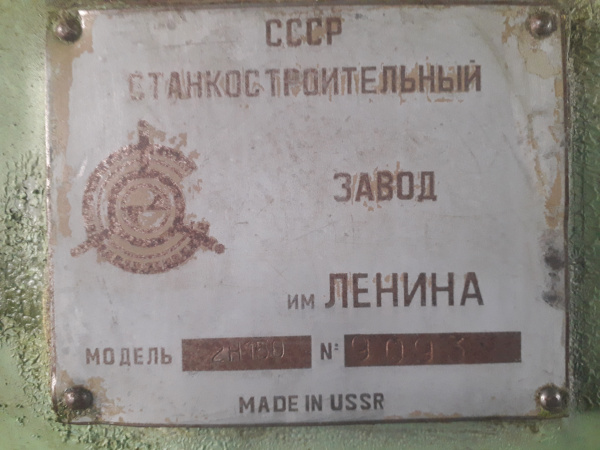 СССР
СТАНКОСТРОИТЕЛЬНЫЙ
ЗАВОД
им ЛЕНИНА
МОДЕЛЬ 2Н150 №: 9093
MADE IN USSR